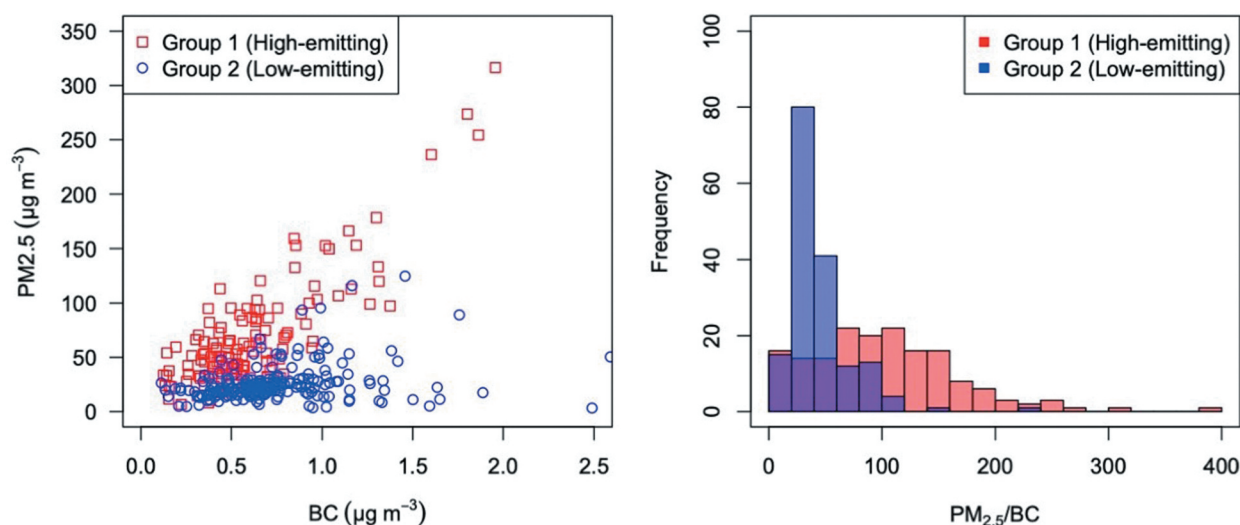 350
300
250
200
150
100
50
0
PM2.5 (μg m⁻³)
Group 1 (High-emitting)
Group 2 (Low-emitting)
0.0 0.5 1.0 1.5 2.0 2.5
BC (μg m⁻³)
100
80
60
40
20
0
Frequency
Group 1 (High-emitting)
Group 2 (Low-emitting)
0 100 200 300 400
PM₂.₅/BC